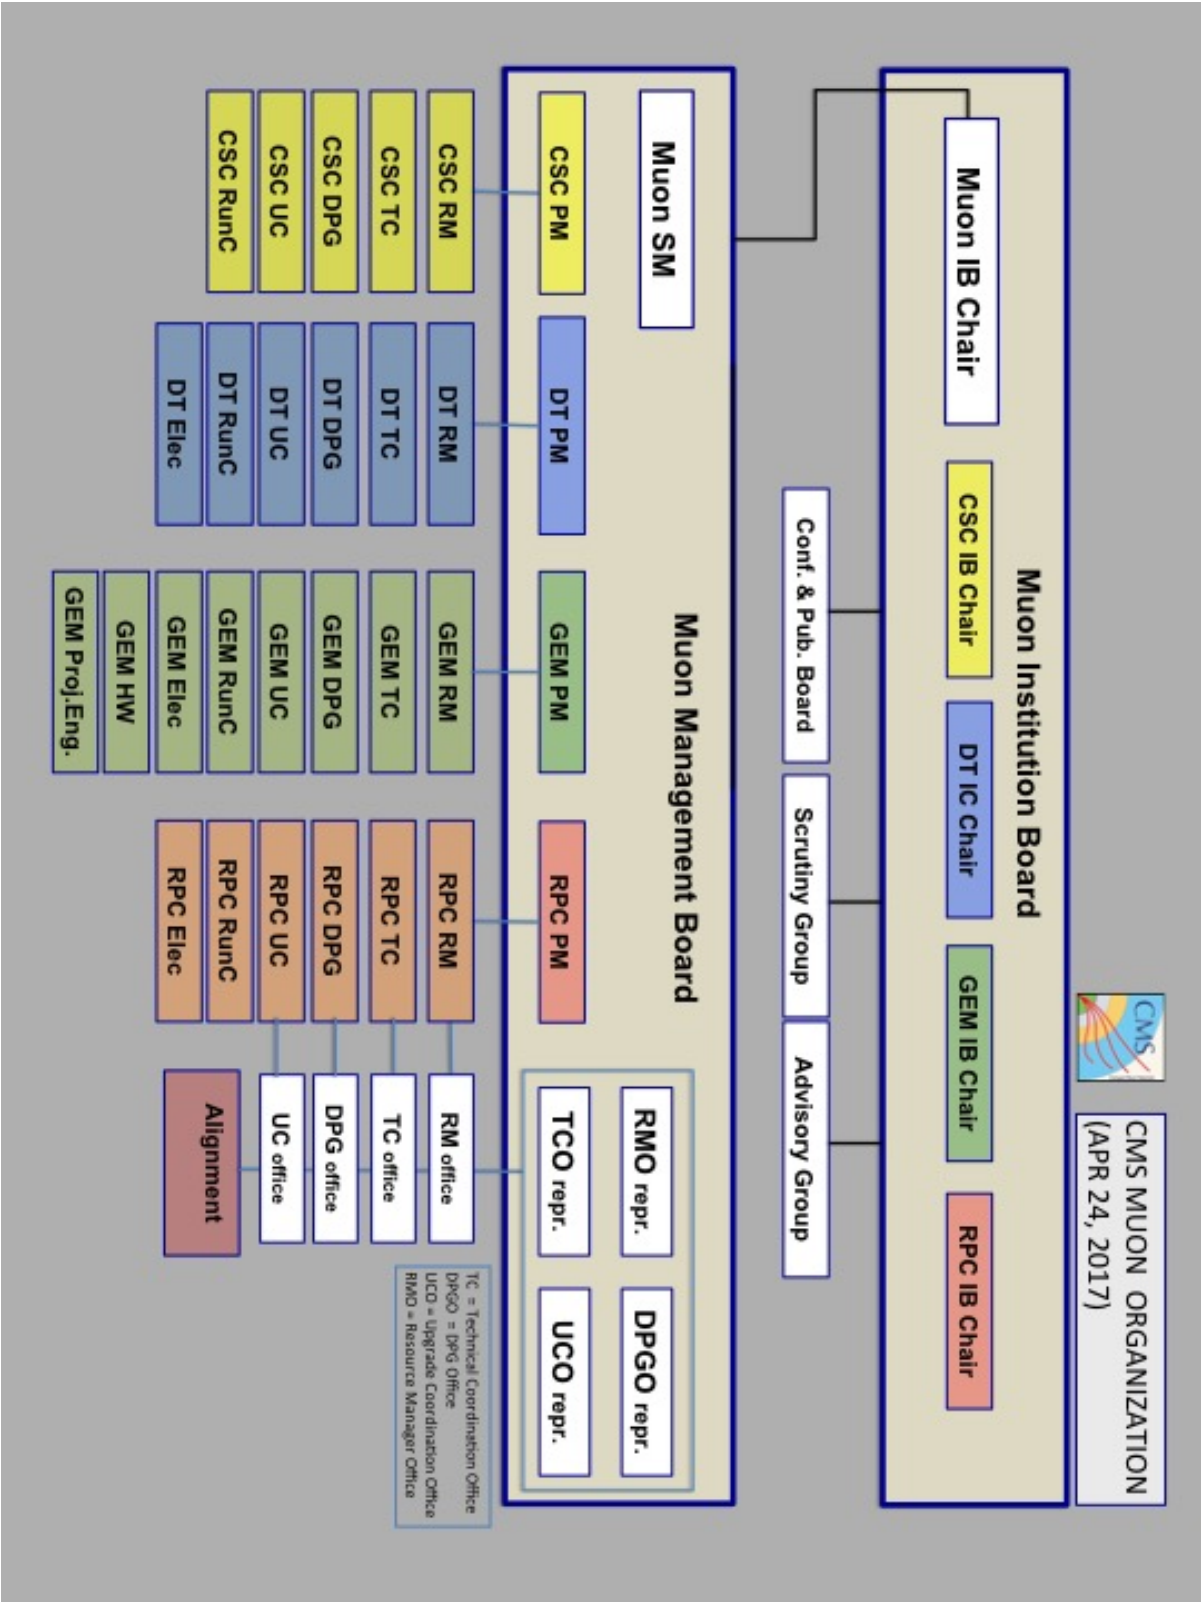 CMS
CMS MUON ORGANIZATION
(APR 24, 2017)
Muon Institution Board
Muon IB Chair
CSC IB Chair
DT IC Chair
GEM IB Chair
RPC IB Chair
Conf. & Pub. Board
Scrutiny Group
Advisory Group
Muon Management Board
Muon SM
RMO repr.
DPGO repr.
TCO repr.
UCO repr.
CSC PM
DT PM
GEM PM
RPC PM
CSC RM
DT RM
GEM RM
RPC RM
RM office
CSC TC
DT TC
GEM TC
RPC TC
TC office
CSC DPG
DT DPG
GEM DPG
RPC DPG
DPG office
CSC UC
DT UC
GEM UC
RPC UC
UC office
CSC RunC
DT RunC
GEM RunC
RPC RunC
Alignment
DT Elec
GEM Elec
RPC Elec
GEM HW
GEM Proj.Eng.
TC = Technical Coordination Office
DPGO = DPG Office
UCO = Upgrade Coordination Office
RMO = Resource Manager Office